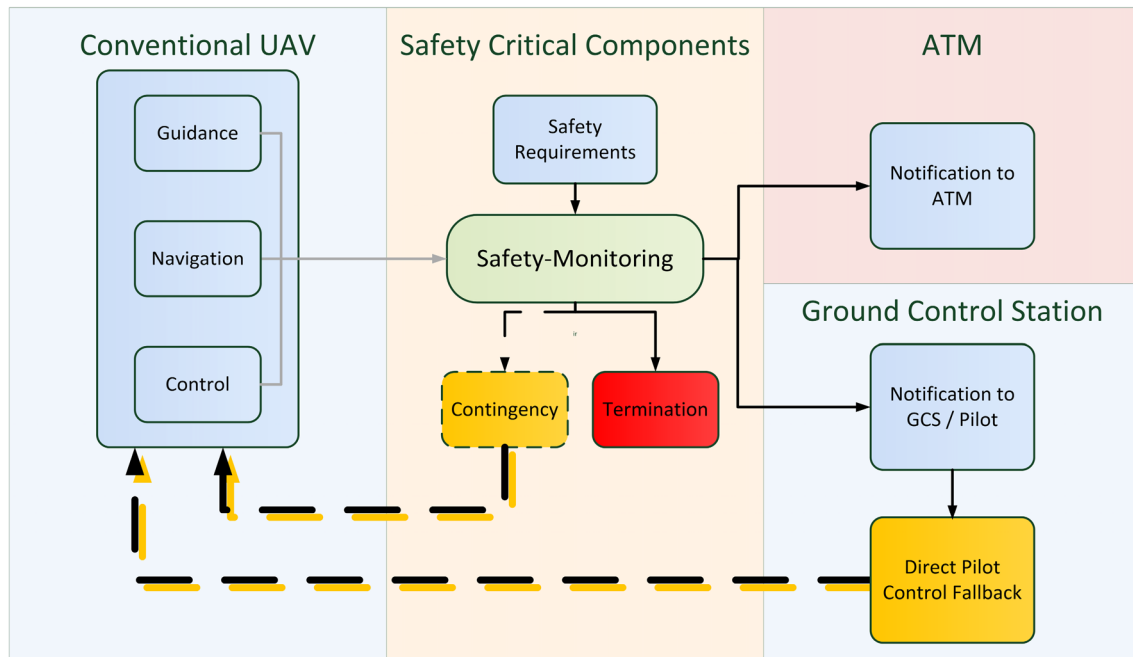 Conventional UAV
Guidance
Navigation
Control
Safety Critical Components
Safety
Requirements
Safety-Monitoring
Contingency
Termination
ATM
Notification to
ATM
Ground Control Station
Notification to
GCS / Pilot
Direct Pilot
Control Fallback